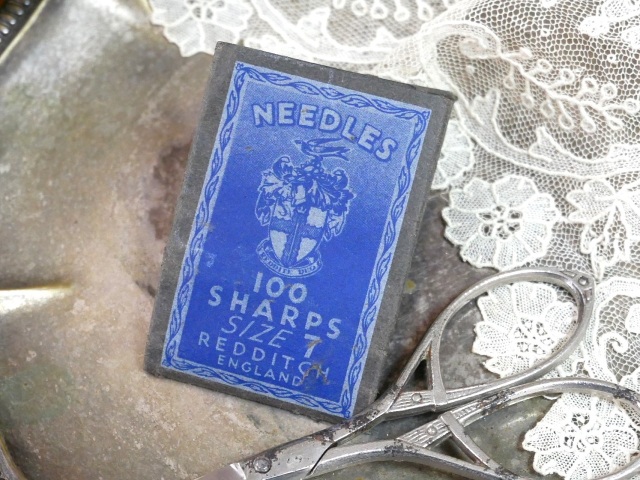 NEEDLES
100
SHARPS
SIZE 7
REDDITCH
ENGLAND